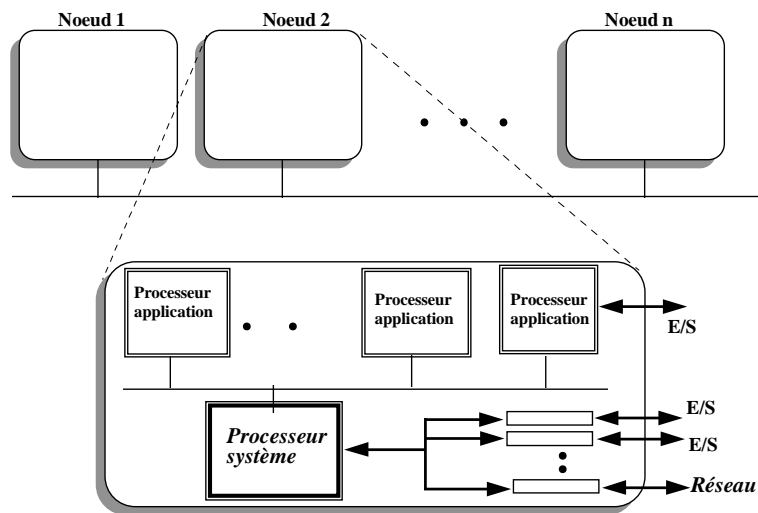 Noeud 1
Noeud 2
Noeud n
Processeur
application
Processeur
application
Processeur
application
E/S
Processeur
système
E/S
E/S
Réseau